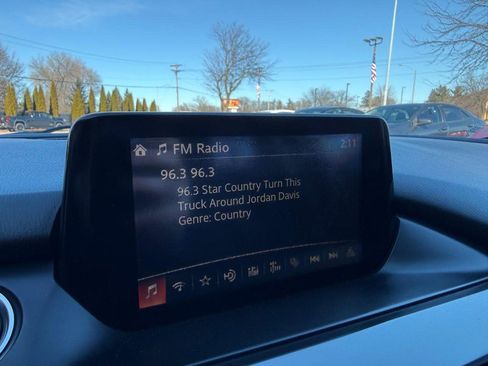 FM Radio
2:11
96.3 96.3
96.3 Star Country Turn This
Truck Around Jordan Davis
Genre: Country